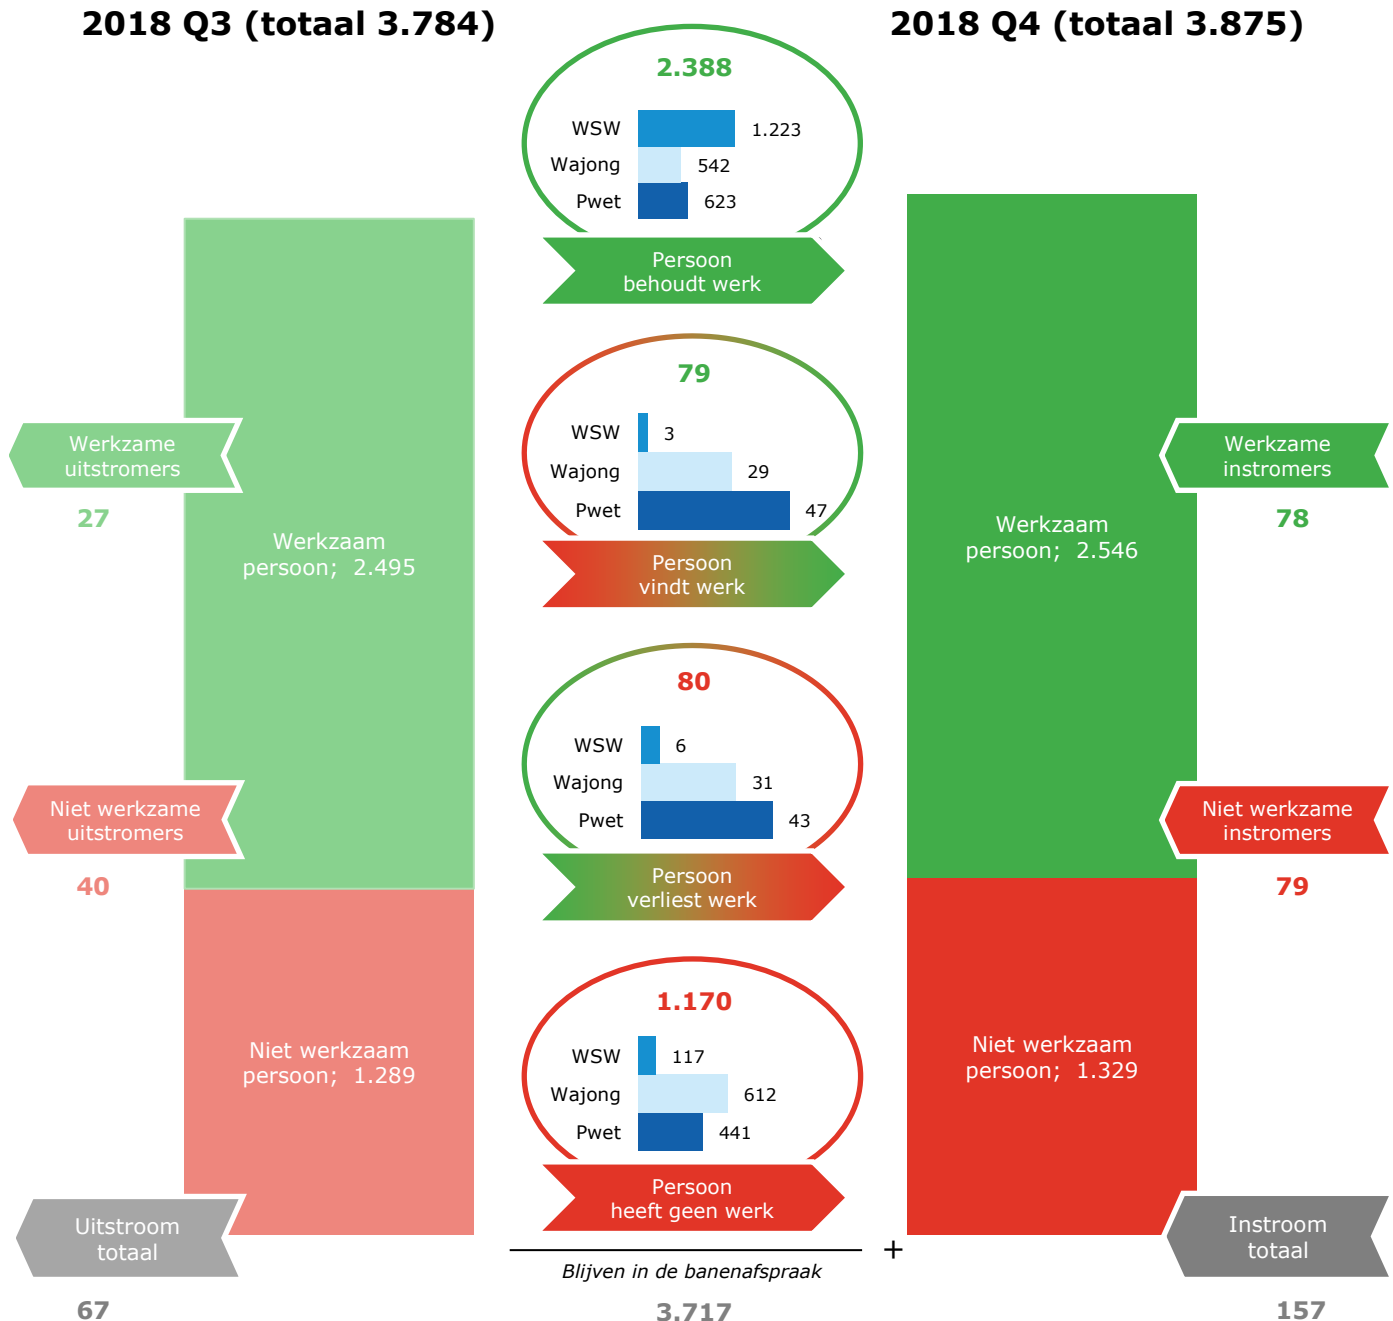 2018 Q3 (totaal 3.784)
2018 Q4 (totaal 3.875)
2.388
WSW 1.223
Wajong 542
Pwet 623
Persoon
behoudt werk
79
WSW 3
Wajong 29
Pwet 47
Persoon
vindt werk
80
WSW 6
Wajong 31
Pwet 43
Persoon
verliest werk
1.170
WSW 117
Wajong 612
Pwet 441
Persoon
heeft geen werk
+
Blijven in de banenafspraak
3.717
Werkzame
uitstromers
27
Werkzaam
persoon; 2.495
Niet werkzame
uitstromers
40
Niet werkzaam
persoon; 1.289
Uitstroom
totaal
67
Werkzaam
persoon; 2.546
Werkzame
instromers
78
Niet werkzame
instromers
79
Niet werkzaam
persoon; 1.329
Instroom
totaal
157